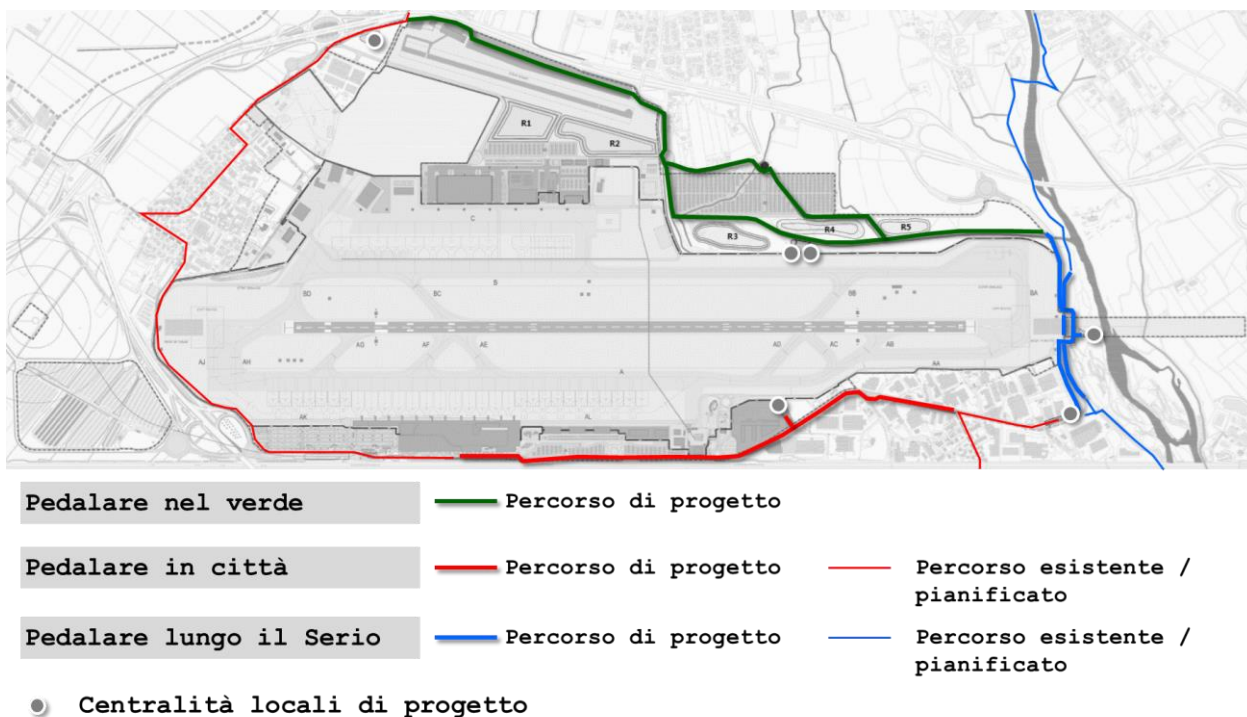 R1
R2
R3
R4
R5
C
B
BD
BC
BB
BA
AJ
AH
AG
AF
AE
AD
AC
AB
AA
A
AK
AL
Pedalare nel verde
Percorso di progetto
Pedalare in città
Percorso di progetto
Percorso esistente /
pianificato
Pedalare lungo il Serio
Percorso di progetto
Percorso esistente /
pianificato
Centralità locali di progetto